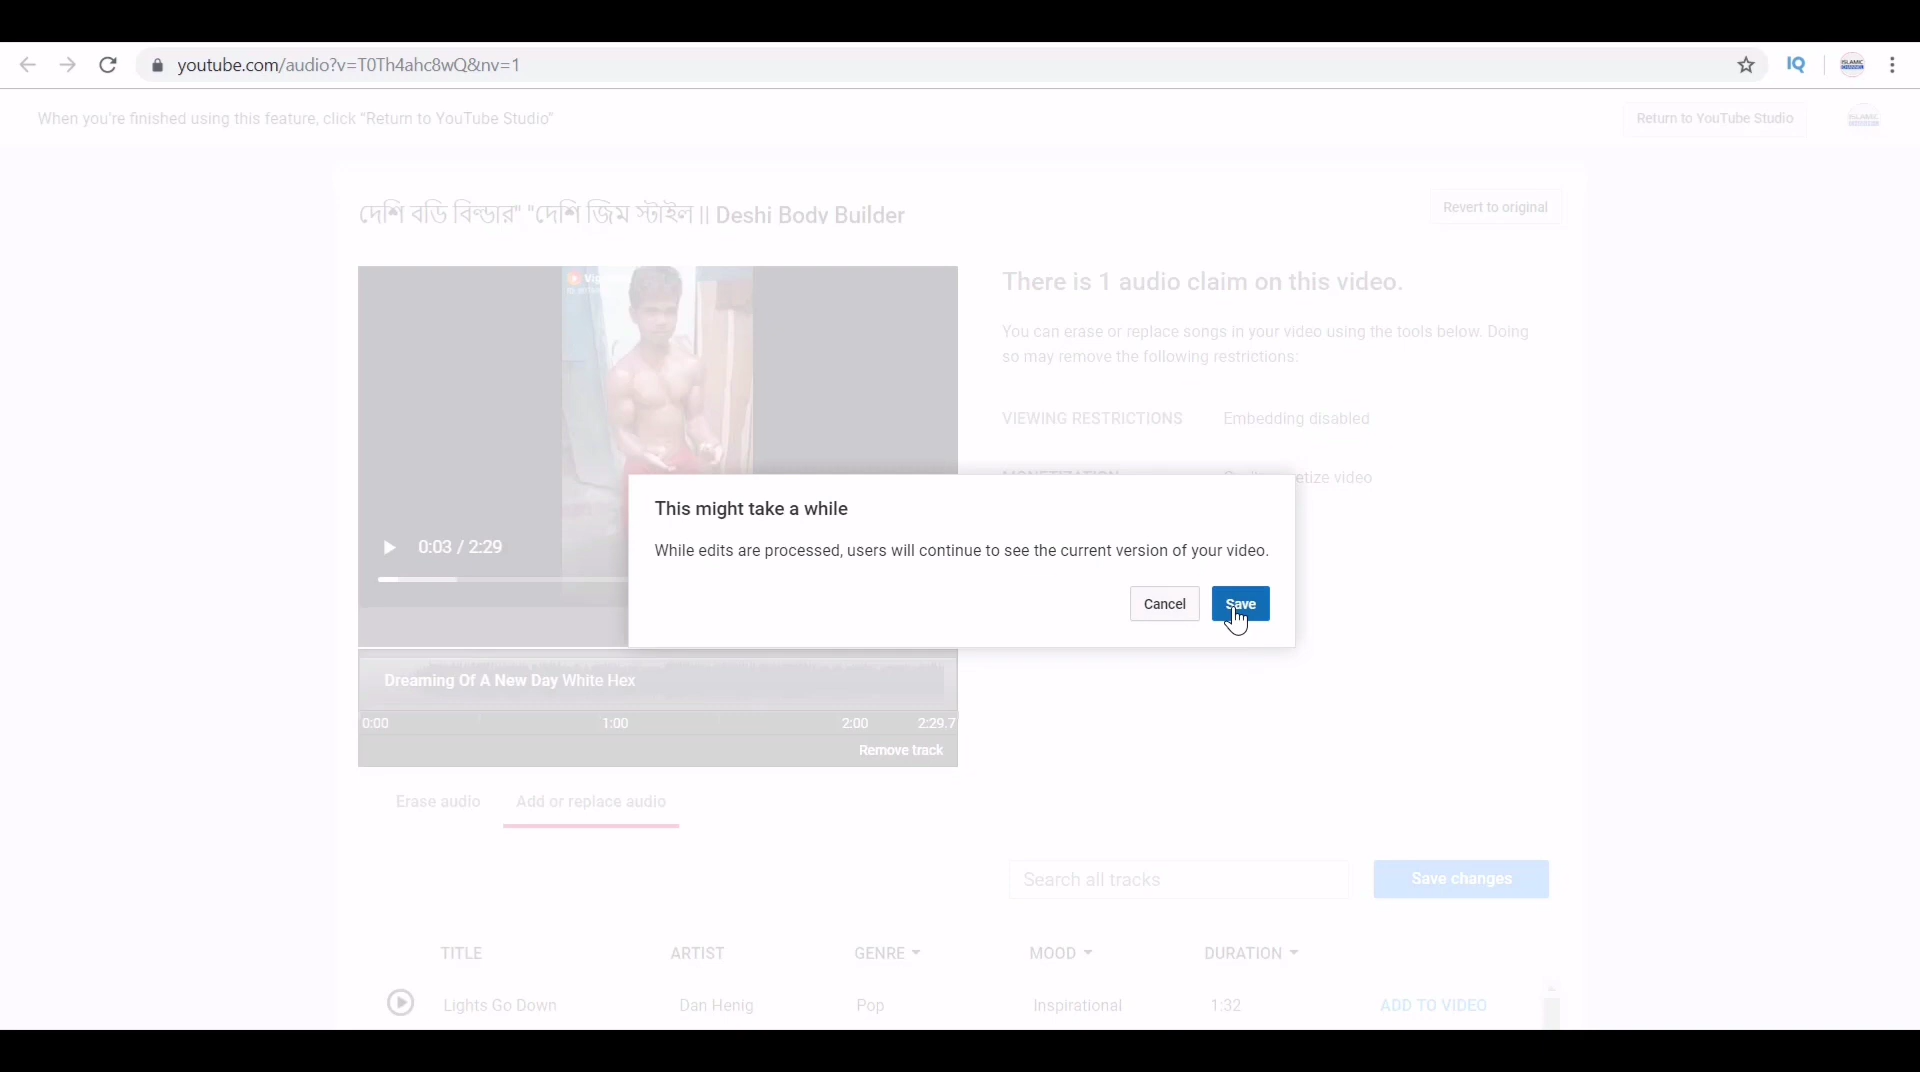 youtube.com/audio?v=T0Th4ahc8wQ&nv=1
IQ
ISLAMIC CHANNEL
When you're finished using this feature, click "Return to YouTube Studio"
Return to YouTube Studio
দেশি বডি বিল্ডার" "দেশি জিম স্টাইল || Deshi Body Builder
Revert to original
There is 1 audio claim on this video.
You can erase or replace songs in your video using the tools below. Doing
so may remove the following restrictions:
VIEWING RESTRICTIONS Embedding disabled
MONETIZATION
video
This might take a while
While edits are processed, users will continue to see the current version of your video.
Cancel Save
0:03 / 2:29
Dreaming Of A New Day White Hex
0:00 1:00 2:00 2:29.7
Remove track
Erase audio Add or replace audio
Search all tracks Save changes
TITLE ARTIST GENRE MOOD DURATION
Lights Go Down Dan Henig Pop Inspirational 1:32 ADD TO VIDEO